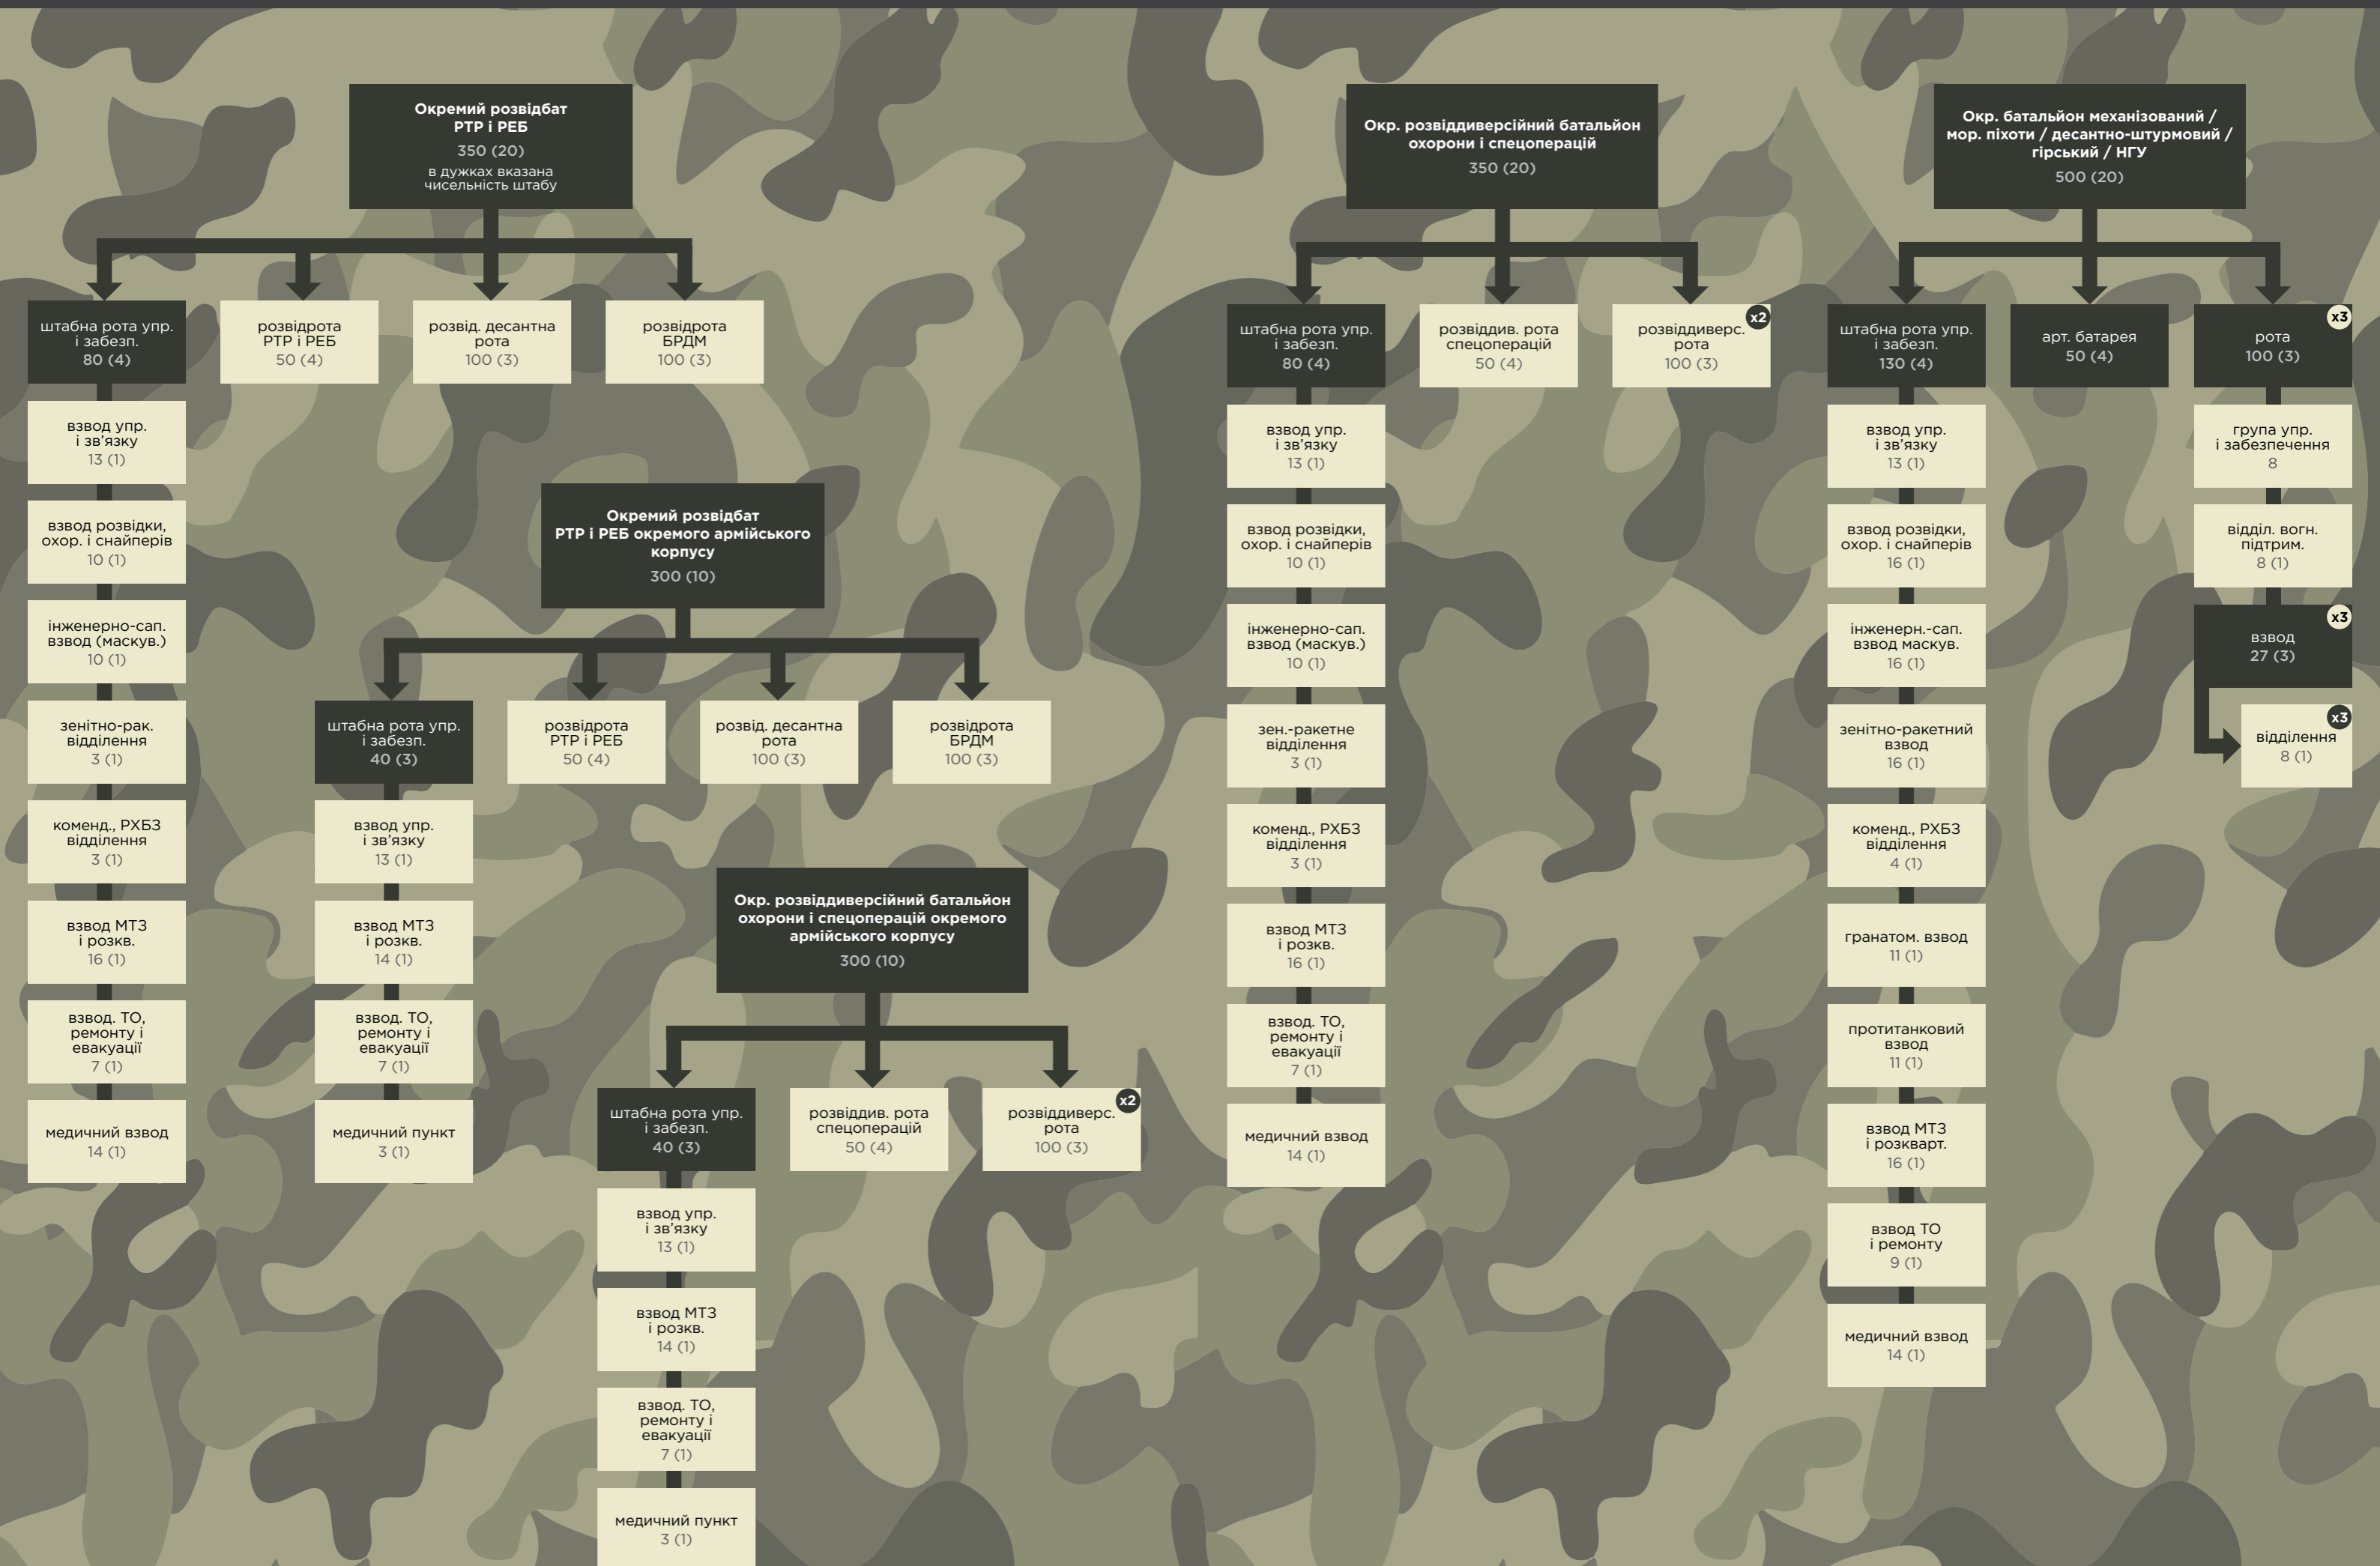 Окремий розвідбат
РТР і РЕБ
350 (20)
в дужках вказана
чисельність штабу
штабна рота упр.
і забезп.
80 (4)
розвідрота
РТР і РЕБ
50 (4)
розвід. десантна
рота
100 (3)
розвідрота
БРДМ
100 (3)
взвод упр.
і зв’язку
13 (1)
взвод розвідки,
охор. і снайперів
10 (1)
інженерно-сап.
взвод (маскув.)
10 (1)
зенітно-рак.
відділення
3 (1)
коменд., РХБЗ
відділення
3 (1)
взвод МТЗ
і розкв.
16 (1)
взвод. ТО,
ремонту і
евакуації
7 (1)
медичний взвод
14 (1)
Окремий розвідбат
РТР і РЕБ окремого армійського
корпусу
300 (10)
штабна рота упр.
і забезп.
40 (3)
розвідрота
РТР і РЕБ
50 (4)
розвід. десантна
рота
100 (3)
розвідрота
БРДМ
100 (3)
взвод упр.
і зв’язку
13 (1)
взвод МТЗ
і розкв.
14 (1)
взвод. ТО,
ремонту і
евакуації
7 (1)
медичний пункт
3 (1)
Окр. розвіддиверсійний батальйон
охорони і спецоперацій окремого
армійського корпусу
300 (10)
штабна рота упр.
і забезп.
40 (3)
розвіддив. рота
спецоперацій
50 (4)
x2
розвіддиверс.
рота
100 (3)
взвод упр.
і зв’язку
13 (1)
взвод МТЗ
і розкв.
14 (1)
взвод. ТО,
ремонту і
евакуації
7 (1)
медичний пункт
3 (1)
Окр. розвіддиверсійний батальйон
охорони і спецоперацій
350 (20)
штабна рота упр.
і забезп.
80 (4)
розвіддив. рота
спецоперацій
50 (4)
x2
розвіддиверс.
рота
100 (3)
взвод упр.
і зв’язку
13 (1)
взвод розвідки,
охор. і снайперів
10 (1)
інженерно-сап.
взвод (маскув.)
10 (1)
зен.-ракетне
відділення
3 (1)
коменд., РХБЗ
відділення
3 (1)
взвод МТЗ
і розкв.
16 (1)
взвод. ТО,
ремонту і
евакуації
7 (1)
медичний взвод
14 (1)
Окр. батальйон механізований /
мор. піхоти / десантно-штурмовий /
гірський / НГУ
500 (20)
штабна рота упр.
і забезп.
130 (4)
арт. батарея
50 (4)
x3
рота
100 (3)
взвод упр.
і зв’язку
13 (1)
взвод розвідки,
охор. і снайперів
16 (1)
інженерн.-сап.
взвод маскув.
16 (1)
зенітно-ракетний
взвод
16 (1)
коменд., РХБЗ
відділення
4 (1)
гранатом. взвод
11 (1)
протитанковий
взвод
11 (1)
взвод МТЗ
і розкварт.
16 (1)
взвод ТО
і ремонту
9 (1)
медичний взвод
14 (1)
група упр.
і забезпечення
8
відділ. вогн.
підтрим.
8 (1)
x3
взвод
27 (3)
x3
відділення
8 (1)